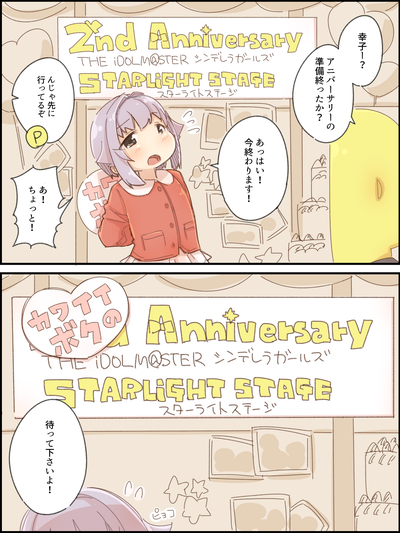 2nd Anniversary
THE iDOLM@STER シンデレラガールズ
STARLIGHT STAGE
スターライトステージ
幸子ー？
アニバーサリーの
準備終ったか？
あっはい！
今終わります！
んじゃ先に
行ってるぞ
P
あ！
ちょっと！
カワイイ
ボクの
Anniversary
THE iDOLM@STER シンデレラガールズ
STARLIGHT STAGE
スターライトステージ
待って下さいよ！
ピョコ